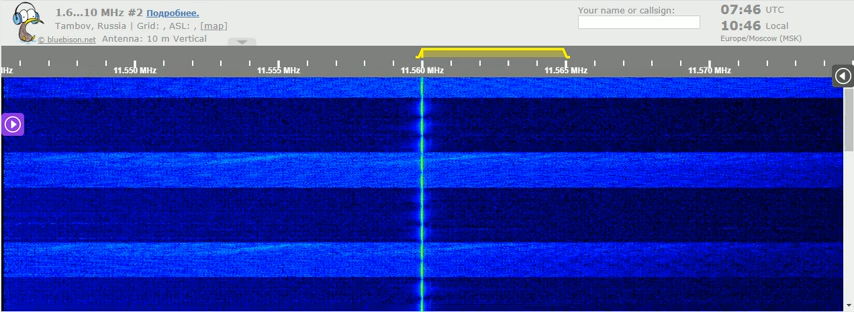 1.6...10 MHz #2 Подробнее.
Tambov, Russia | Grid: , ASL: , [map]
© bluebison.net Antenna: 10 m Vertical
Your name or callsign:
07:46 UTC
10:46 Local
Europe/Moscow (MSK)
Hz 11.550 MHz 11.555 MHz 11.560 MHz 11.565 MHz 11.570 MHz